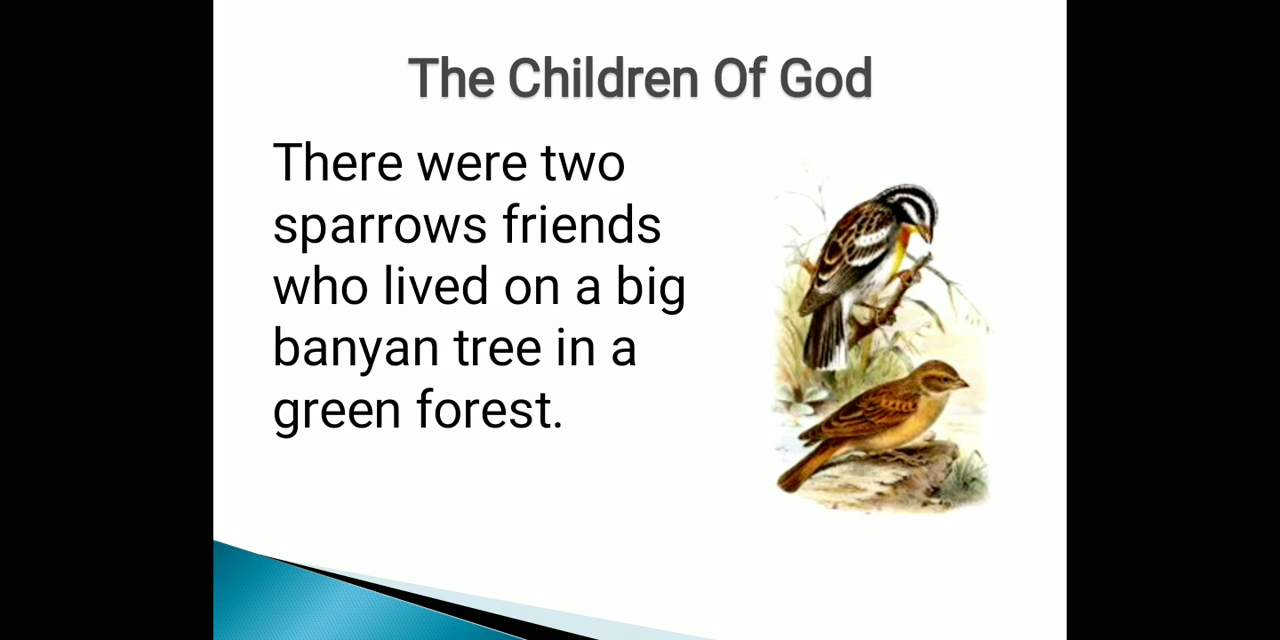 The Children Of God
There were two
sparrows friends
who lived on a big
banyan tree in a
green forest.